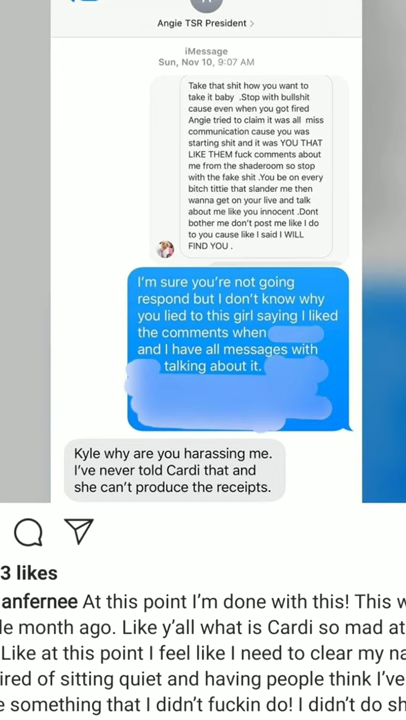 Angie TSR President >
iMessage
Sun, Nov 10, 9:07 AM
Take that shit how you want to
take it baby .Stop with bullshit
cause even when you got fired
Angie tried to claim it was all miss
communication cause you was
starting shit and it was YOU THAT
LIKE THEM fuck comments about
me from the shaderoom so stop
with the fake shit .You be on every
bitch tittie that slander me then
wanna get on your live and talk
about me like you innocent .Dont
bother me don't post me like I do
to you cause like I said I WILL
FIND YOU .
I'm sure you're not going
respond but I don't know why
you lied to this girl saying I liked
the comments when
and I have all messages with
talking about it.
Kyle why are you harassing me.
I've never told Cardi that and
she can't produce the receipts.
3 likes
anfernee At this point I'm done with this! This w
le month ago. Like y'all what is Cardi so mad at
Like at this point I feel like I need to clear my na
ired of sitting quiet and having people think I've
e something that I didn't fuckin do! I didn't do sh